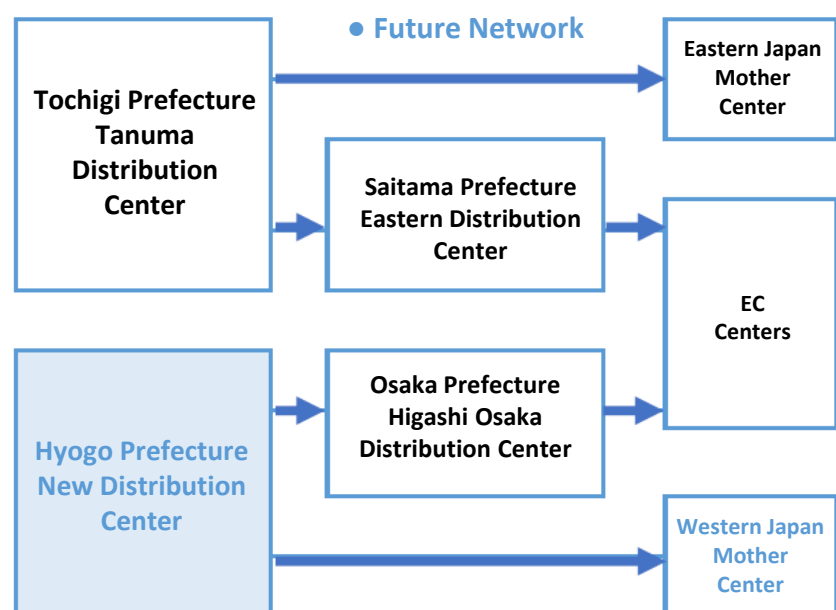 ● Future Network
Tochigi Prefecture
Tanuma
Distribution
Center
Eastern Japan
Mother
Center
Saitama Prefecture
Eastern Distribution
Center
EC
Centers
Hyogo Prefecture
New Distribution
Center
Osaka Prefecture
Higashi Osaka
Distribution Center
Western Japan
Mother
Center